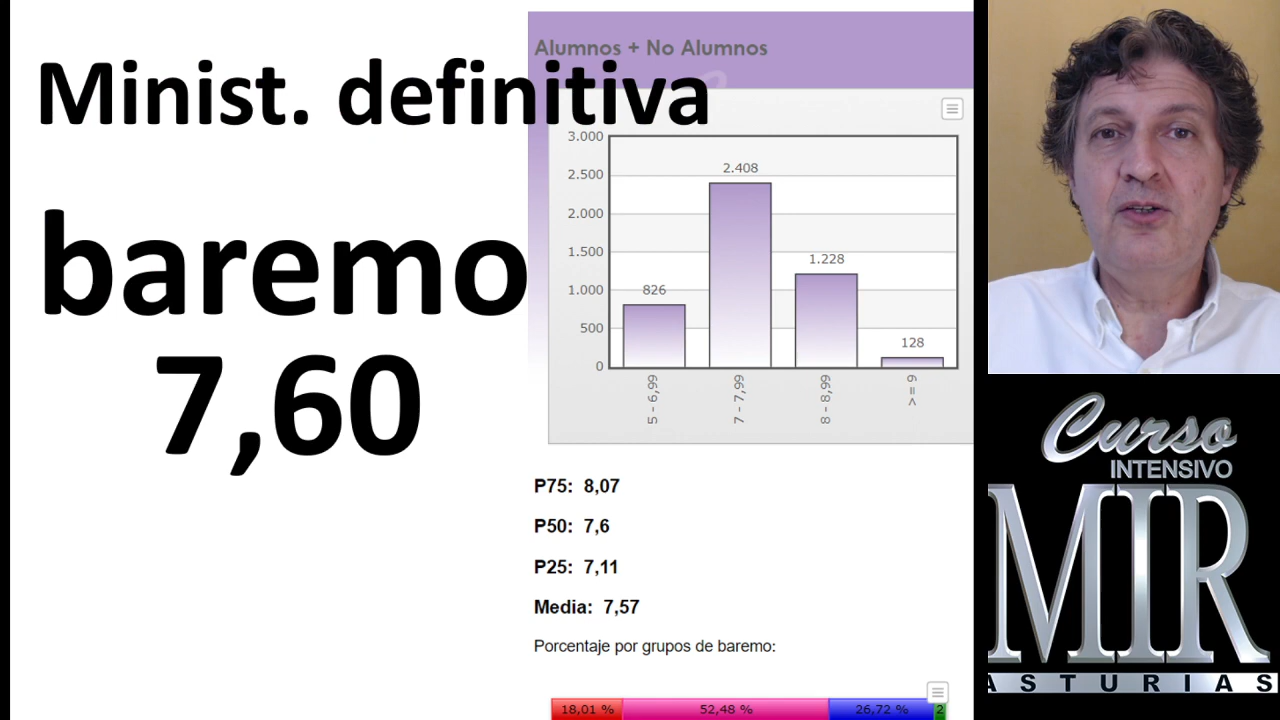 Minist. definitiva
baremo
7,60
Alumnos + No Alumnos
3.000
2.500
2.000
1.500
1.000
500
0
826
2.408
1.228
128
5 - 6,99
7 - 7,99
8 - 8,99
>= 9
P75: 8,07
P50: 7,6
P25: 7,11
Media: 7,57
Porcentaje por grupos de baremo:
18,01 %
52,48 %
26,72 %
2
Curso
INTENSIVO
MIR
ASTURIAS